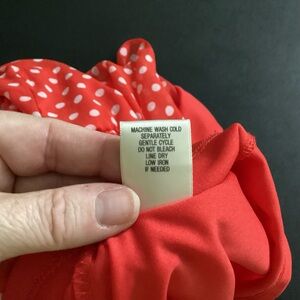 MACHINE WASH COLD
SEPARATELY
GENTLE CYCLE
DO NOT BLEACH
LINE DRY
LOW IRON
IF NEEDED